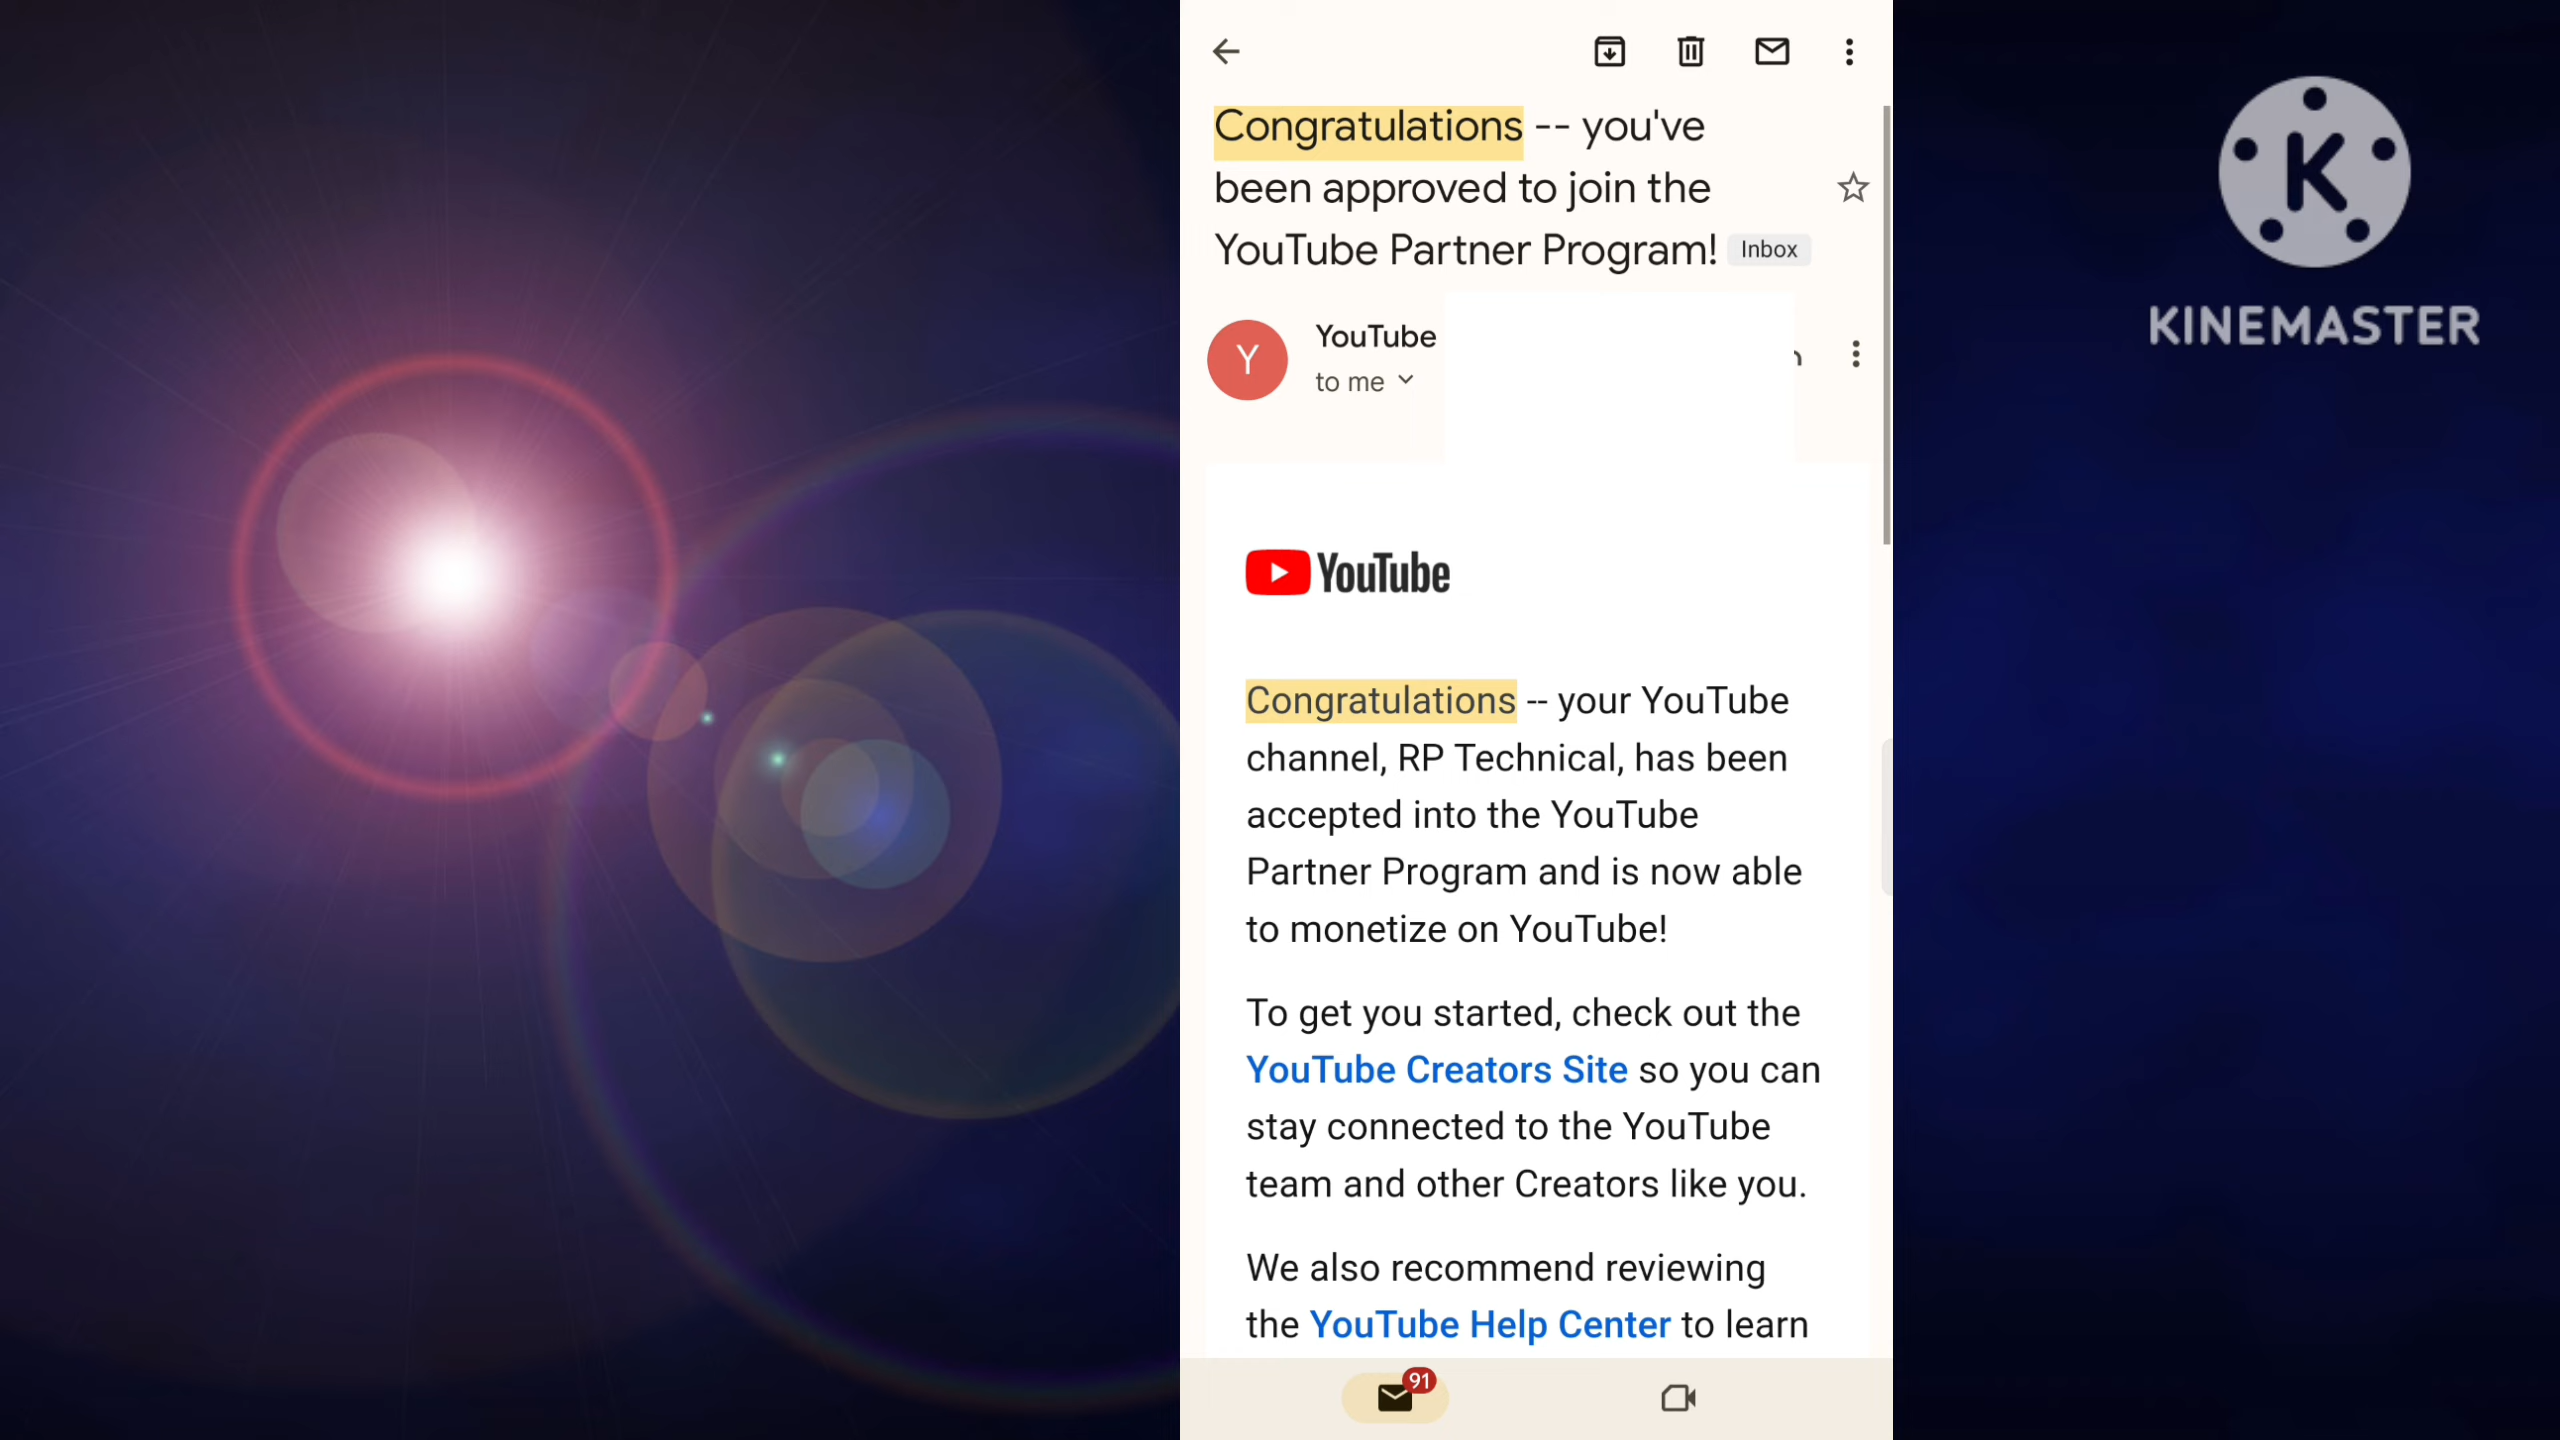 Congratulations -- you've
been approved to join the
YouTube Partner Program! Inbox
Y
YouTube
to me
YouTube
Congratulations -- your YouTube
channel, RP Technical, has been
accepted into the YouTube
Partner Program and is now able
to monetize on YouTube!
To get you started, check out the
YouTube Creators Site so you can
stay connected to the YouTube
team and other Creators like you.
We also recommend reviewing
the YouTube Help Center to learn
91
K
KINEMASTER